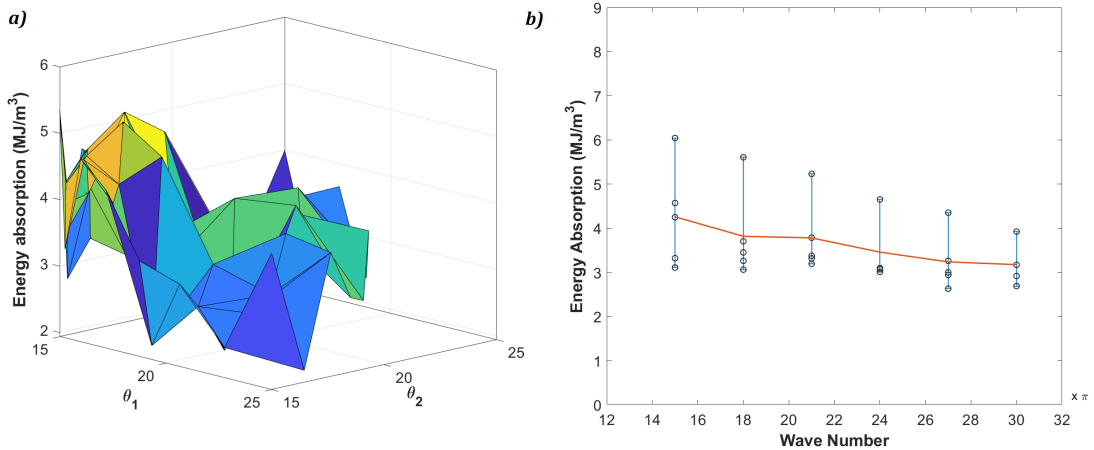 a)
Energy absorption (MJ/m³)
6
5
4
3
2
15
20
25
θ₁
15
20
25
θ₂
b)
Energy Absorption (MJ/m³)
9
8
7
6
5
4
3
2
1
0
12 14 16 18 20 22 24 26 28 30 32
x π
Wave Number